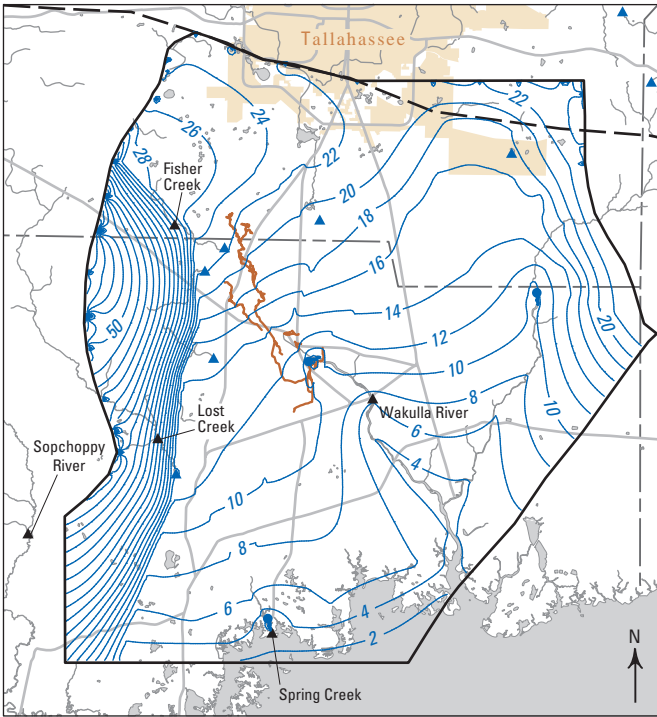 Tallahassee
22
24
26
28
Fisher
Creek
22
20
18
16
14
12
10
8
20
10
50
Wakulla River
6
4
Lost
Creek
Sopchoppy
River
10
8
6
4
2
N
Spring Creek